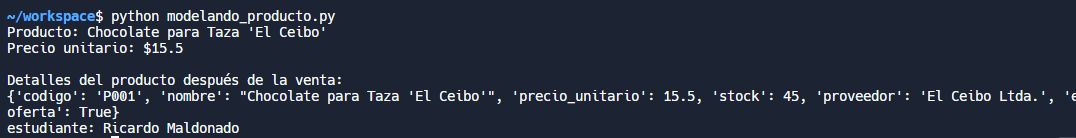 ~/workspace$ python modelando_producto.py
Producto: Chocolate para Taza 'El Ceibo'
Precio unitario: $15.5
Detalles del producto después de la venta:
{'codigo': 'P001', 'nombre': "Chocolate para Taza 'El Ceibo'", 'precio_unitario': 15.5, 'stock': 45, 'proveedor': 'El Ceibo Ltda.', 'e
oferta': True}
estudiante: Ricardo Maldonado